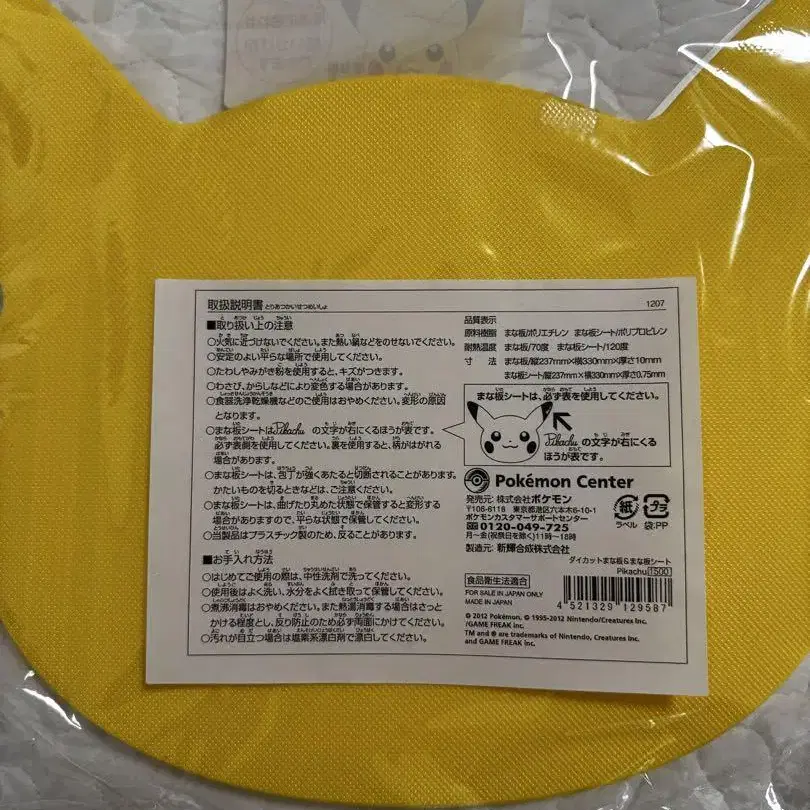 取扱説明書 とりあつかいせつめいしょ
1207
■取り扱い上の注意
○火気に近づけないでください。また熱い鍋などをのせないでください。
○安定のよい平らな場所で使用してください。
○たわしやみがき粉を使用すると、キズがつきます。
○わさび、からしなどにより変色する場合があります。
○食器洗浄乾燥機などのご使用はおやめください。変形の原因
となります。
○まな板シートはPikachu の文字が右にくるほうが表です。
必ず表側を使用してください。裏を使用すると、柄がはがれる
場合があります。
○まな板シートは、包丁が強くあたると切断されることがあります。
かたいものを切るときなどは、ご注意ください。
○まな板シートは、曲げたり丸めた状態で保管すると変形する
場合がありますので、平らな状態で保管してください。
○当製品はプラスチック製のため、反ることがあります。
■お手入れ方法
○はじめてご使用の際は、中性洗剤で洗ってください。
○使用後はよく洗い、水分をよく拭き取って保管してください。
○煮沸消毒はおやめください。また熱湯消毒する場合はさっと
かける程度とし、反り防止のため必ず両面にかけてください。
○汚れが目立つ場合は塩素系漂白剤で漂白してください。
品質表示
原料樹脂 まな板/ポリエチレン まな板シート/ポリプロピレン
耐熱温度 まな板/70度 まな板シート/120度
寸 法 まな板/縦237mm×横330mm×厚さ10mm
まな板シート/縦237mm×横330mm×厚さ0.75mm
まな板シートは、必ず表を使用してください。
Pikachu の文字が右にくる
ほうが表です。
Pokémon Center
発売元：株式会社ポケモン
〒106-6118 東京都港区六本木6-10-1
ポケモンカスタマーサポートセンター
0120-049-725
月～金(祝祭日を除く)11時～18時
製造元：新輝合成株式会社
紙
ラベル
プラ
袋:PP
ダイカットまな板&まな板シート
Pikachu 1500
食品衛生法適合
FOR SALE IN JAPAN ONLY
MADE IN JAPAN
4 521329 129587
© 2012 Pokémon. © 1995-2012 Nintendo/Creatures Inc.
/GAME FREAK inc.
TM and ® are trademarks of Nintendo, Creatures Inc.
and GAME FREAK inc.